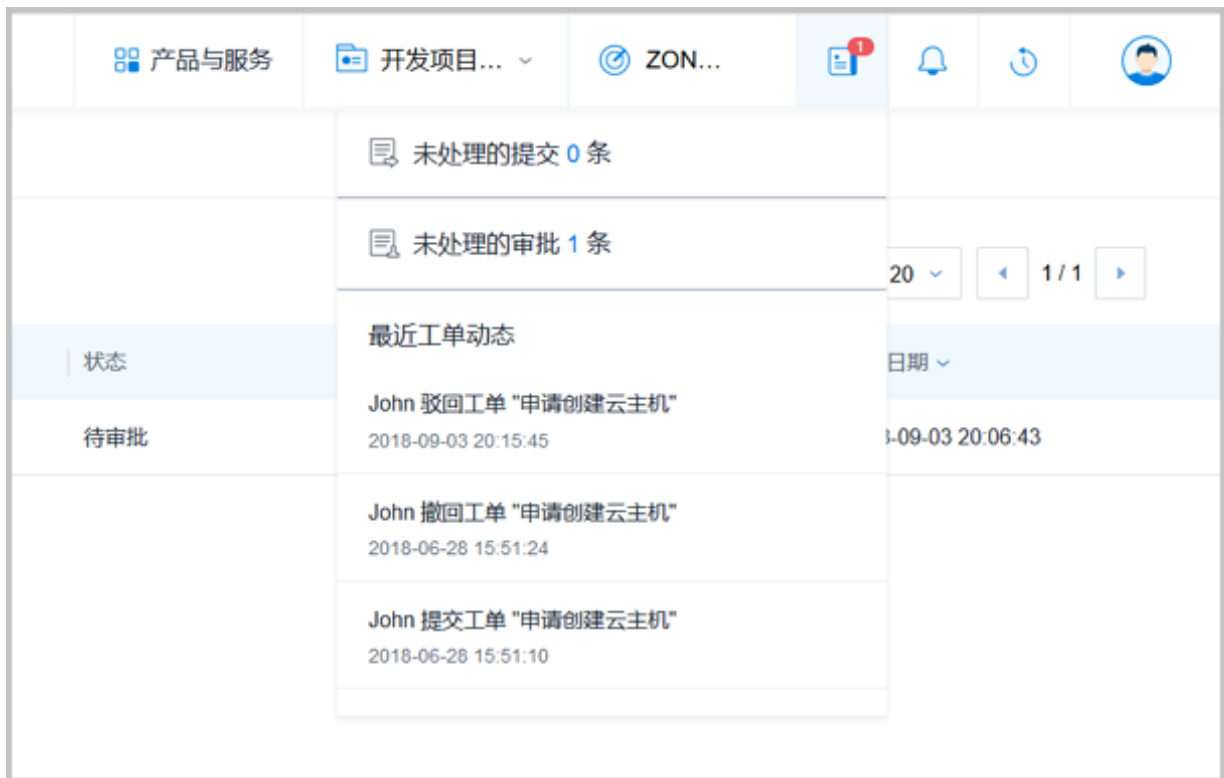 产品与服务 开发项目... ZON... 1
未处理的提交 0 条
未处理的审批 1 条
20 1 / 1
最近工单动态
状态 日期
John 驳回工单 "申请创建云主机"
2018-09-03 20:15:45
待审批 -09-03 20:06:43
John 撤回工单 "申请创建云主机"
2018-06-28 15:51:24
John 提交工单 "申请创建云主机"
2018-06-28 15:51:10